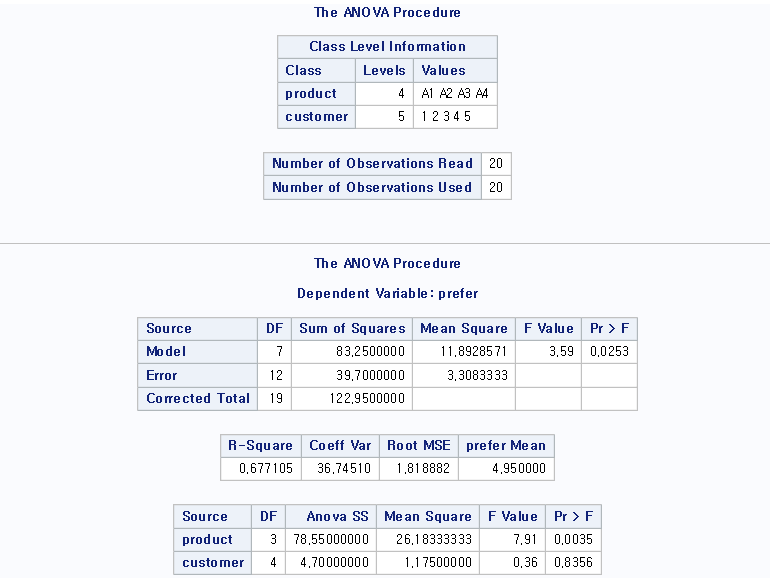 The ANOVA Procedure
Class Level Information
Class Levels Values
product 4 A1 A2 A3 A4
customer 5 1 2 3 4 5
Number of Observations Read 20
Number of Observations Used 20
The ANOVA Procedure
Dependent Variable: prefer
Source DF Sum of Squares Mean Square F Value Pr > F
Model 7 83,2500000 11,8928571 3,59 0,0253
Error 12 39,7000000 3,3083333
Corrected Total 19 122,9500000
R-Square Coeff Var Root MSE prefer Mean
0,677105 36,74510 1,818882 4,950000
Source DF Anova SS Mean Square F Value Pr > F
product 3 78,55000000 26,18333333 7,91 0,0035
customer 4 4,70000000 1,17500000 0,36 0,8356